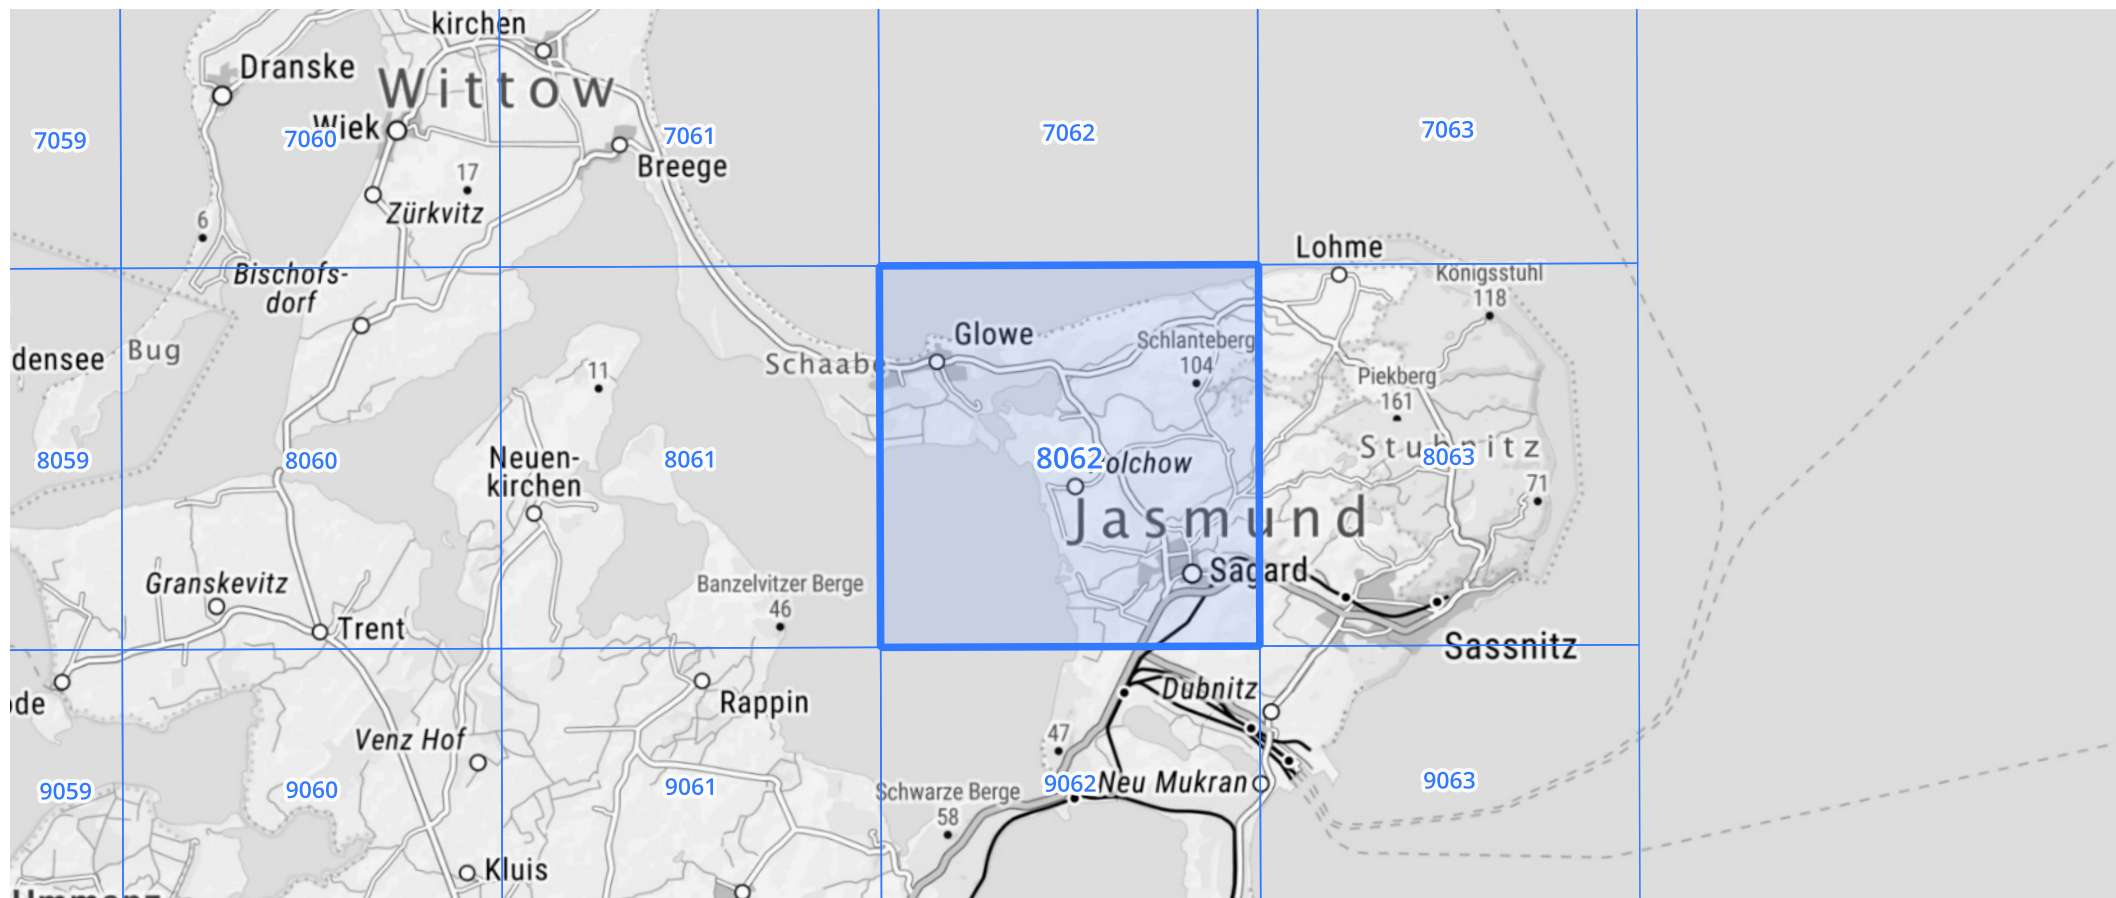 kirchen
Dranske
Wittow
Wiek
7059
7060
7061
7062
7063
Breege
17
Zürkvitz
6
Lohme
Bischofs-
dorf
Königsstuhl
118
Glowe
Schlanteberg
104
densee
Bug
Schaabe
11
Piekberg
161
Stubnitz
Neuen-
kirchen
8059
8060
8061
8062
olchow
8063
71
Jasmund
Sagard
Granskevitz
Banzelvitzer Berge
46
Trent
Sassnitz
ode
Rappin
Dubnitz
Venz Hof
47
9059
9060
9061
Schwarze Berge
58
9062
Neu Mukran
9063
Kluis
Ummanz